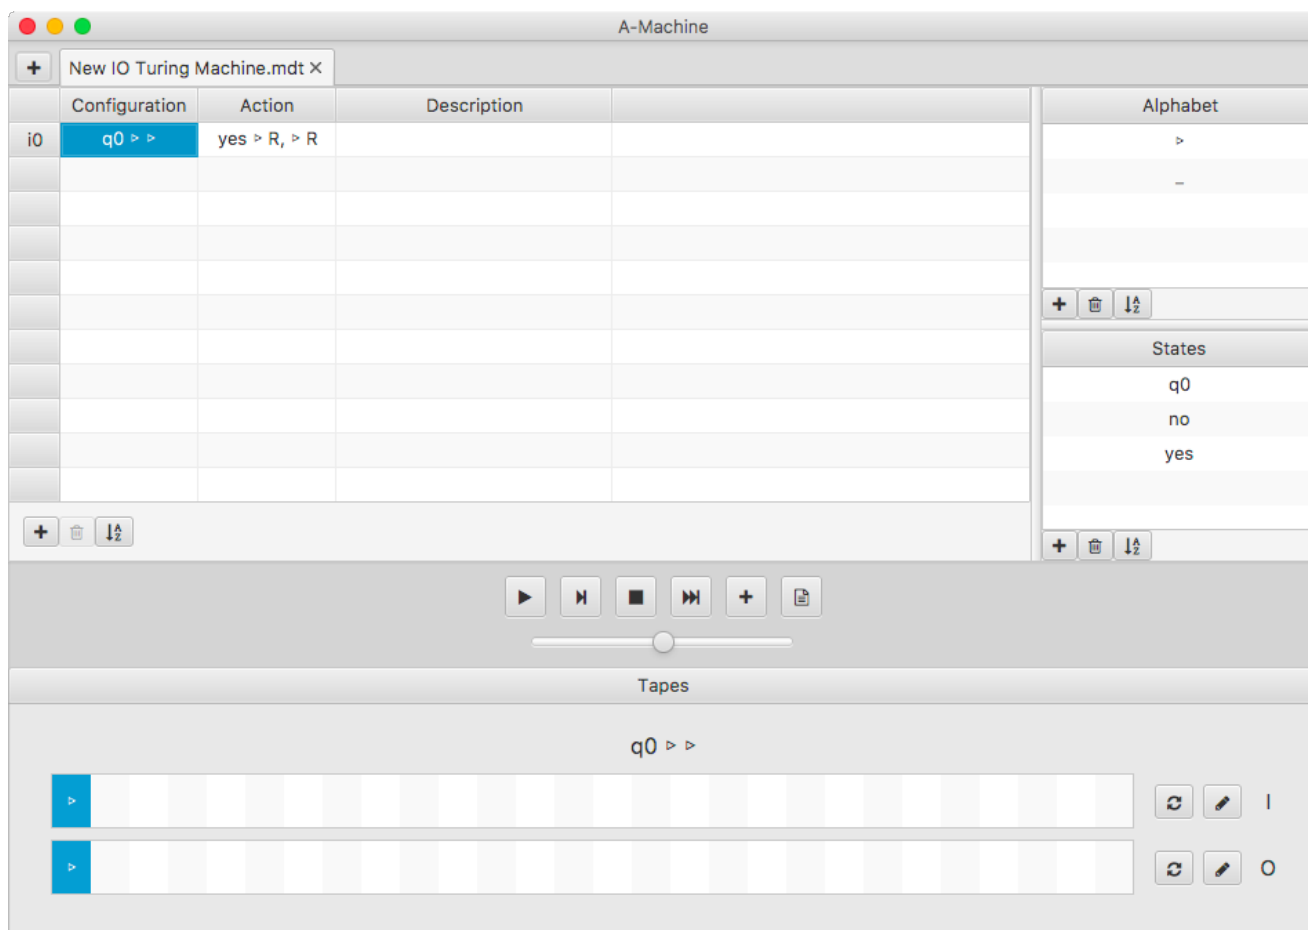 A-Machine
New IO Turing Machine.mdt ×
Configuration Action Description Alphabet
i0 q0 ▹ ▹ yes ▹ R, ▹ R ▹
_
States
q0
no
yes
Tapes
q0 ▹ ▹
▹ I
▹ O